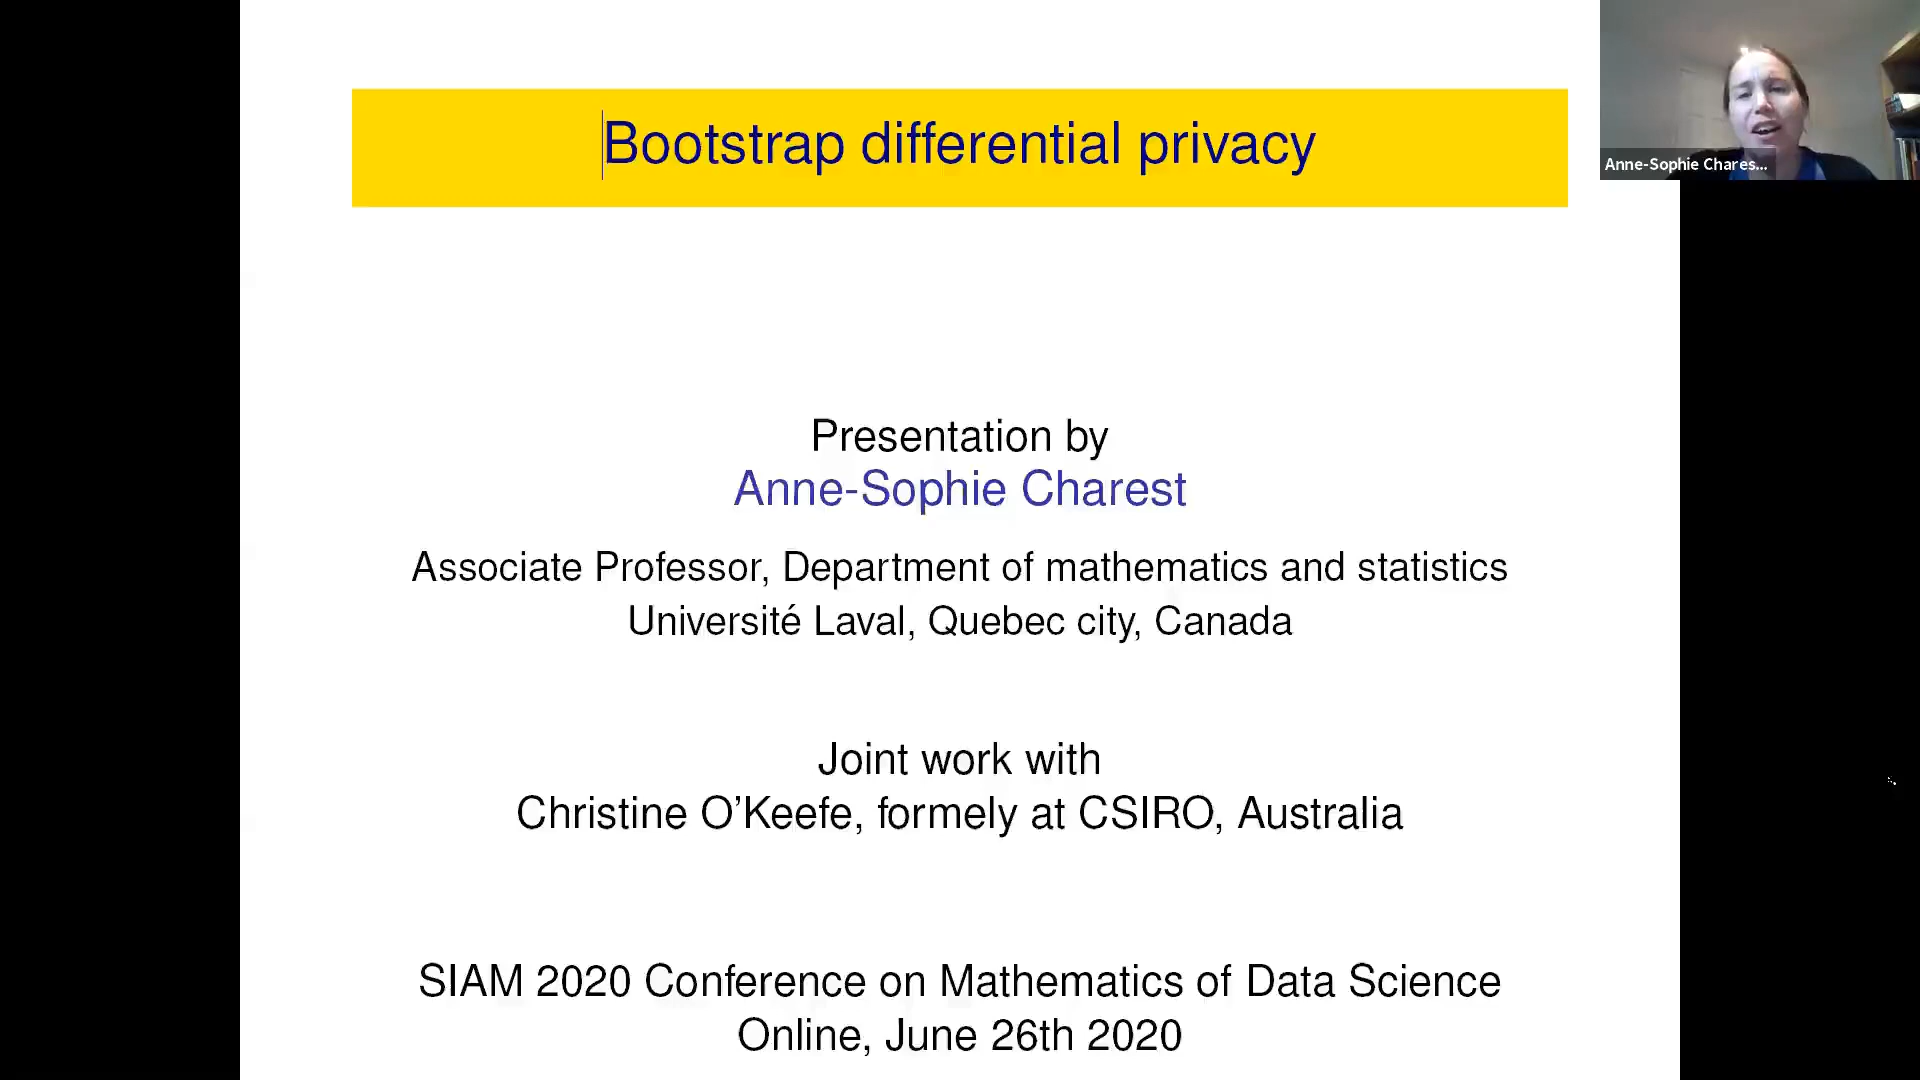 Bootstrap differential privacy
Anne-Sophie Chares...
Presentation by
Anne-Sophie Charest
Associate Professor, Department of mathematics and statistics
Université Laval, Quebec city, Canada
Joint work with
Christine O'Keefe, formely at CSIRO, Australia
SIAM 2020 Conference on Mathematics of Data Science
Online, June 26th 2020